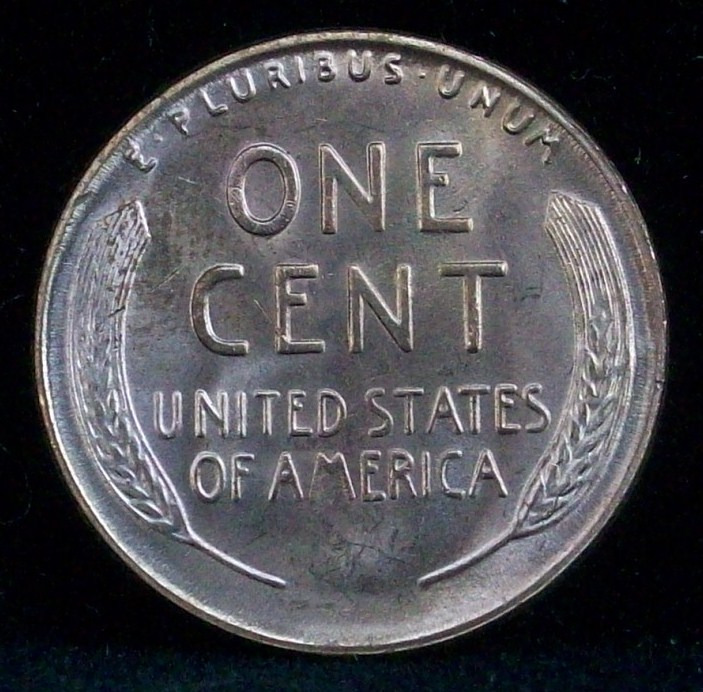 E·PLURIBUS·UNUM
ONE
CENT
UNITED STATES
OF AMERICA